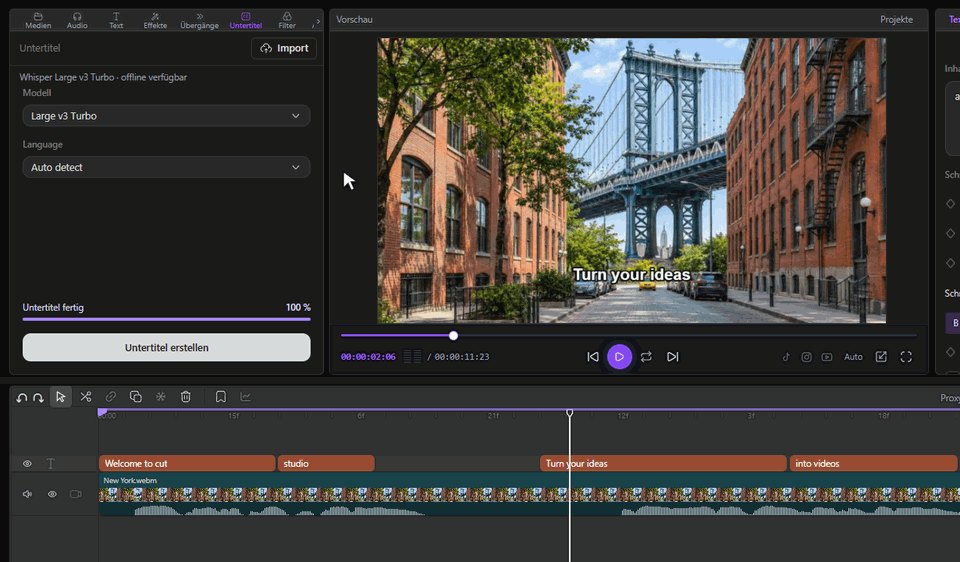 Medien Audio Text Effekte Übergänge Untertitel Filter
Vorschau
Projekte
Untertitel
Import
Whisper Large v3 Turbo · offline verfügbar
Modell
Large v3 Turbo
Language
Auto detect
Untertitel fertig
100 %
Untertitel erstellen
Turn your ideas
00:00:02:06 / 00:00:11:23
Auto
B
15f 6f 21f 12f 3f 18f
Welcome to cut
studio
Turn your ideas
into videos
New York.webm